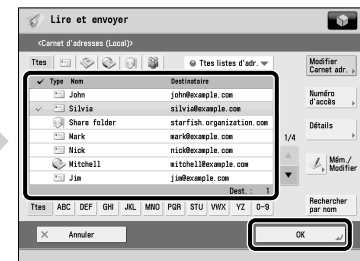 Lire et envoyer
<Carnet d'adresses (Local)>
Ttes
Ttes listes d'adr.
Modifier
Carnet adr.
Type Nom Destinataire
John john@example.com
Silvia silvia@example.com
Share folder starfish.organization.com
Mark mark@example.com
Nick nick@example.com
Mitchell mitchell@example.com
Jim jim@example.com
Dest. : 1
1/4
Numéro
d'accès
Détails
Mém./
Modifier
Ttes ABC DEF GHI JKL MNO PQR STU VWX YZ 0-9
Rechercher
par nom
Annuler
OK